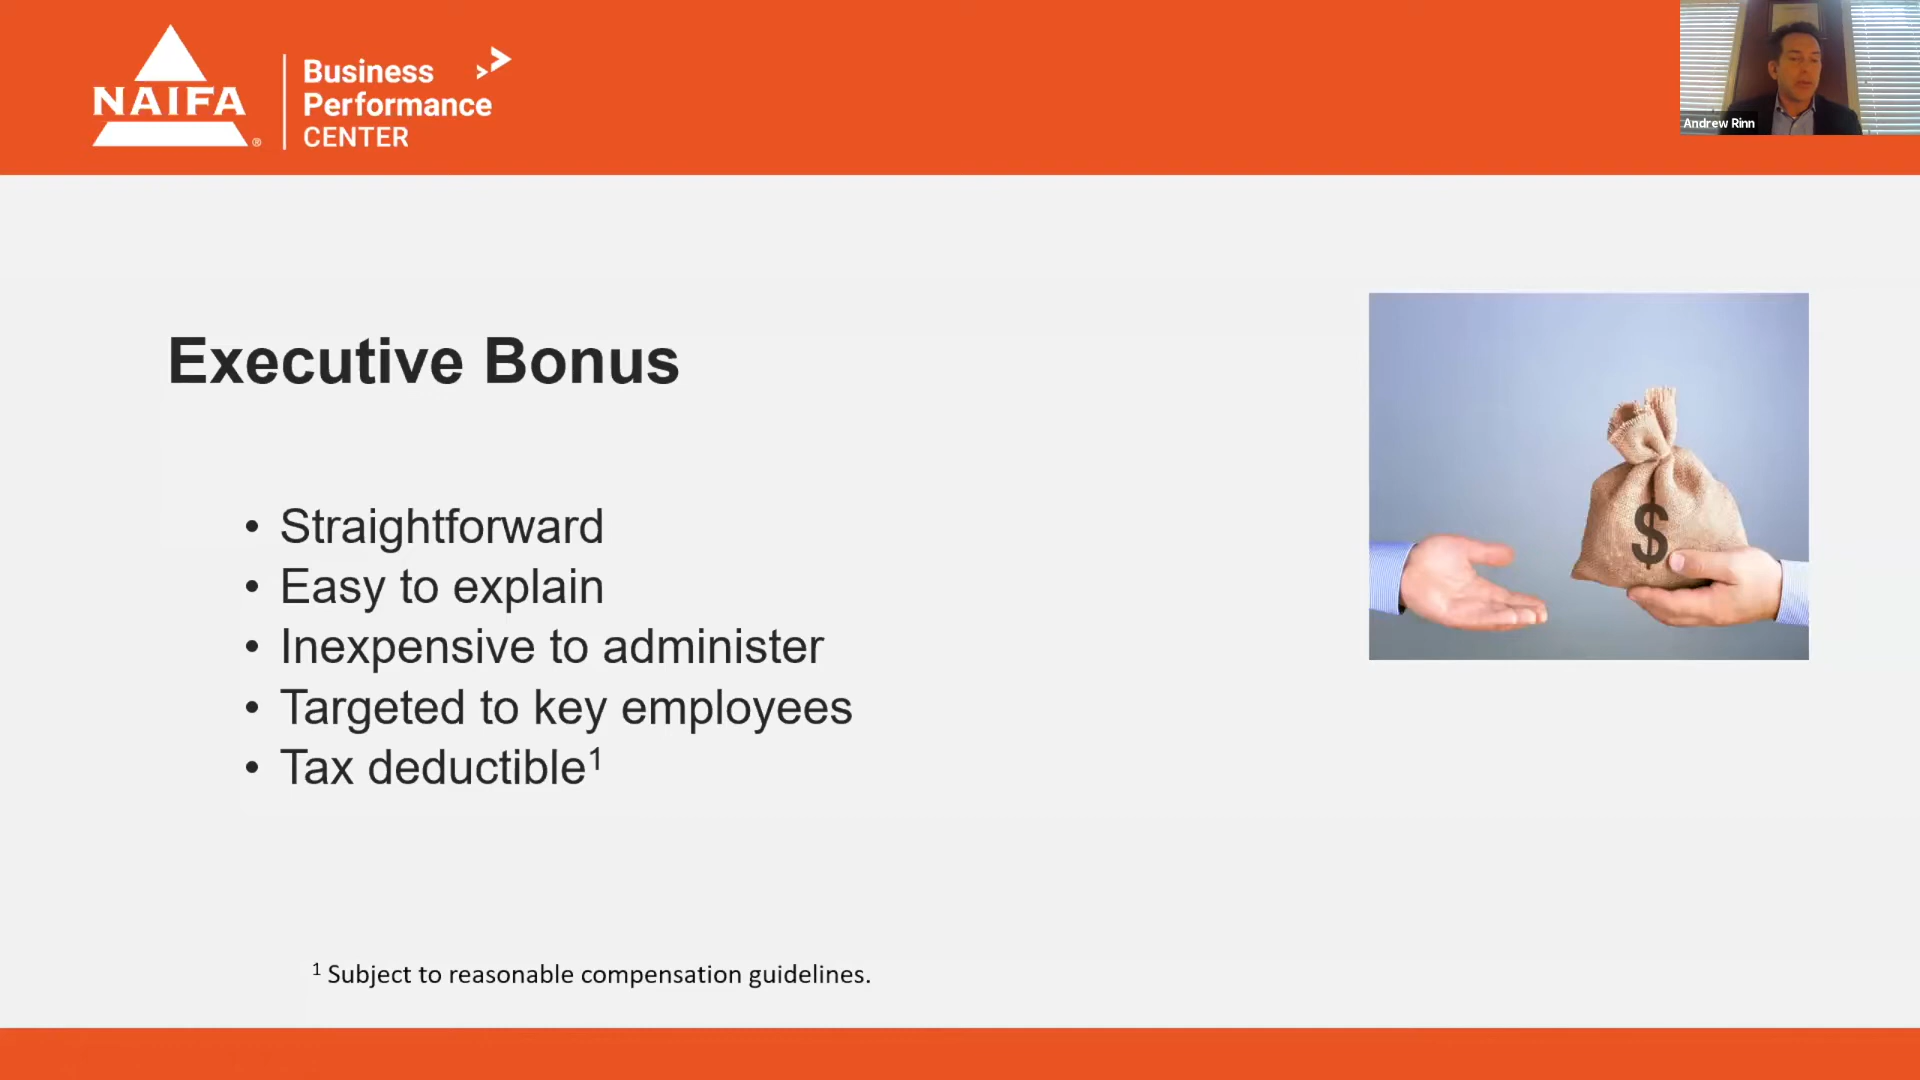 NAIFA
®
Business
Performance
CENTER
Andrew Rinn
Executive Bonus
• Straightforward
• Easy to explain
• Inexpensive to administer
• Targeted to key employees
• Tax deductible¹
$
¹ Subject to reasonable compensation guidelines.